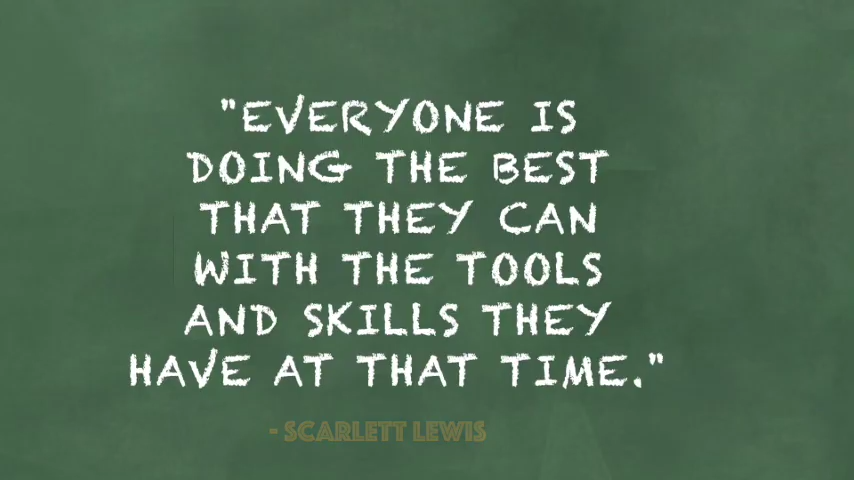 "EVERYONE IS
DOING THE BEST
THAT THEY CAN
WITH THE TOOLS
AND SKILLS THEY
HAVE AT THAT TIME."
- SCARLETT LEWIS